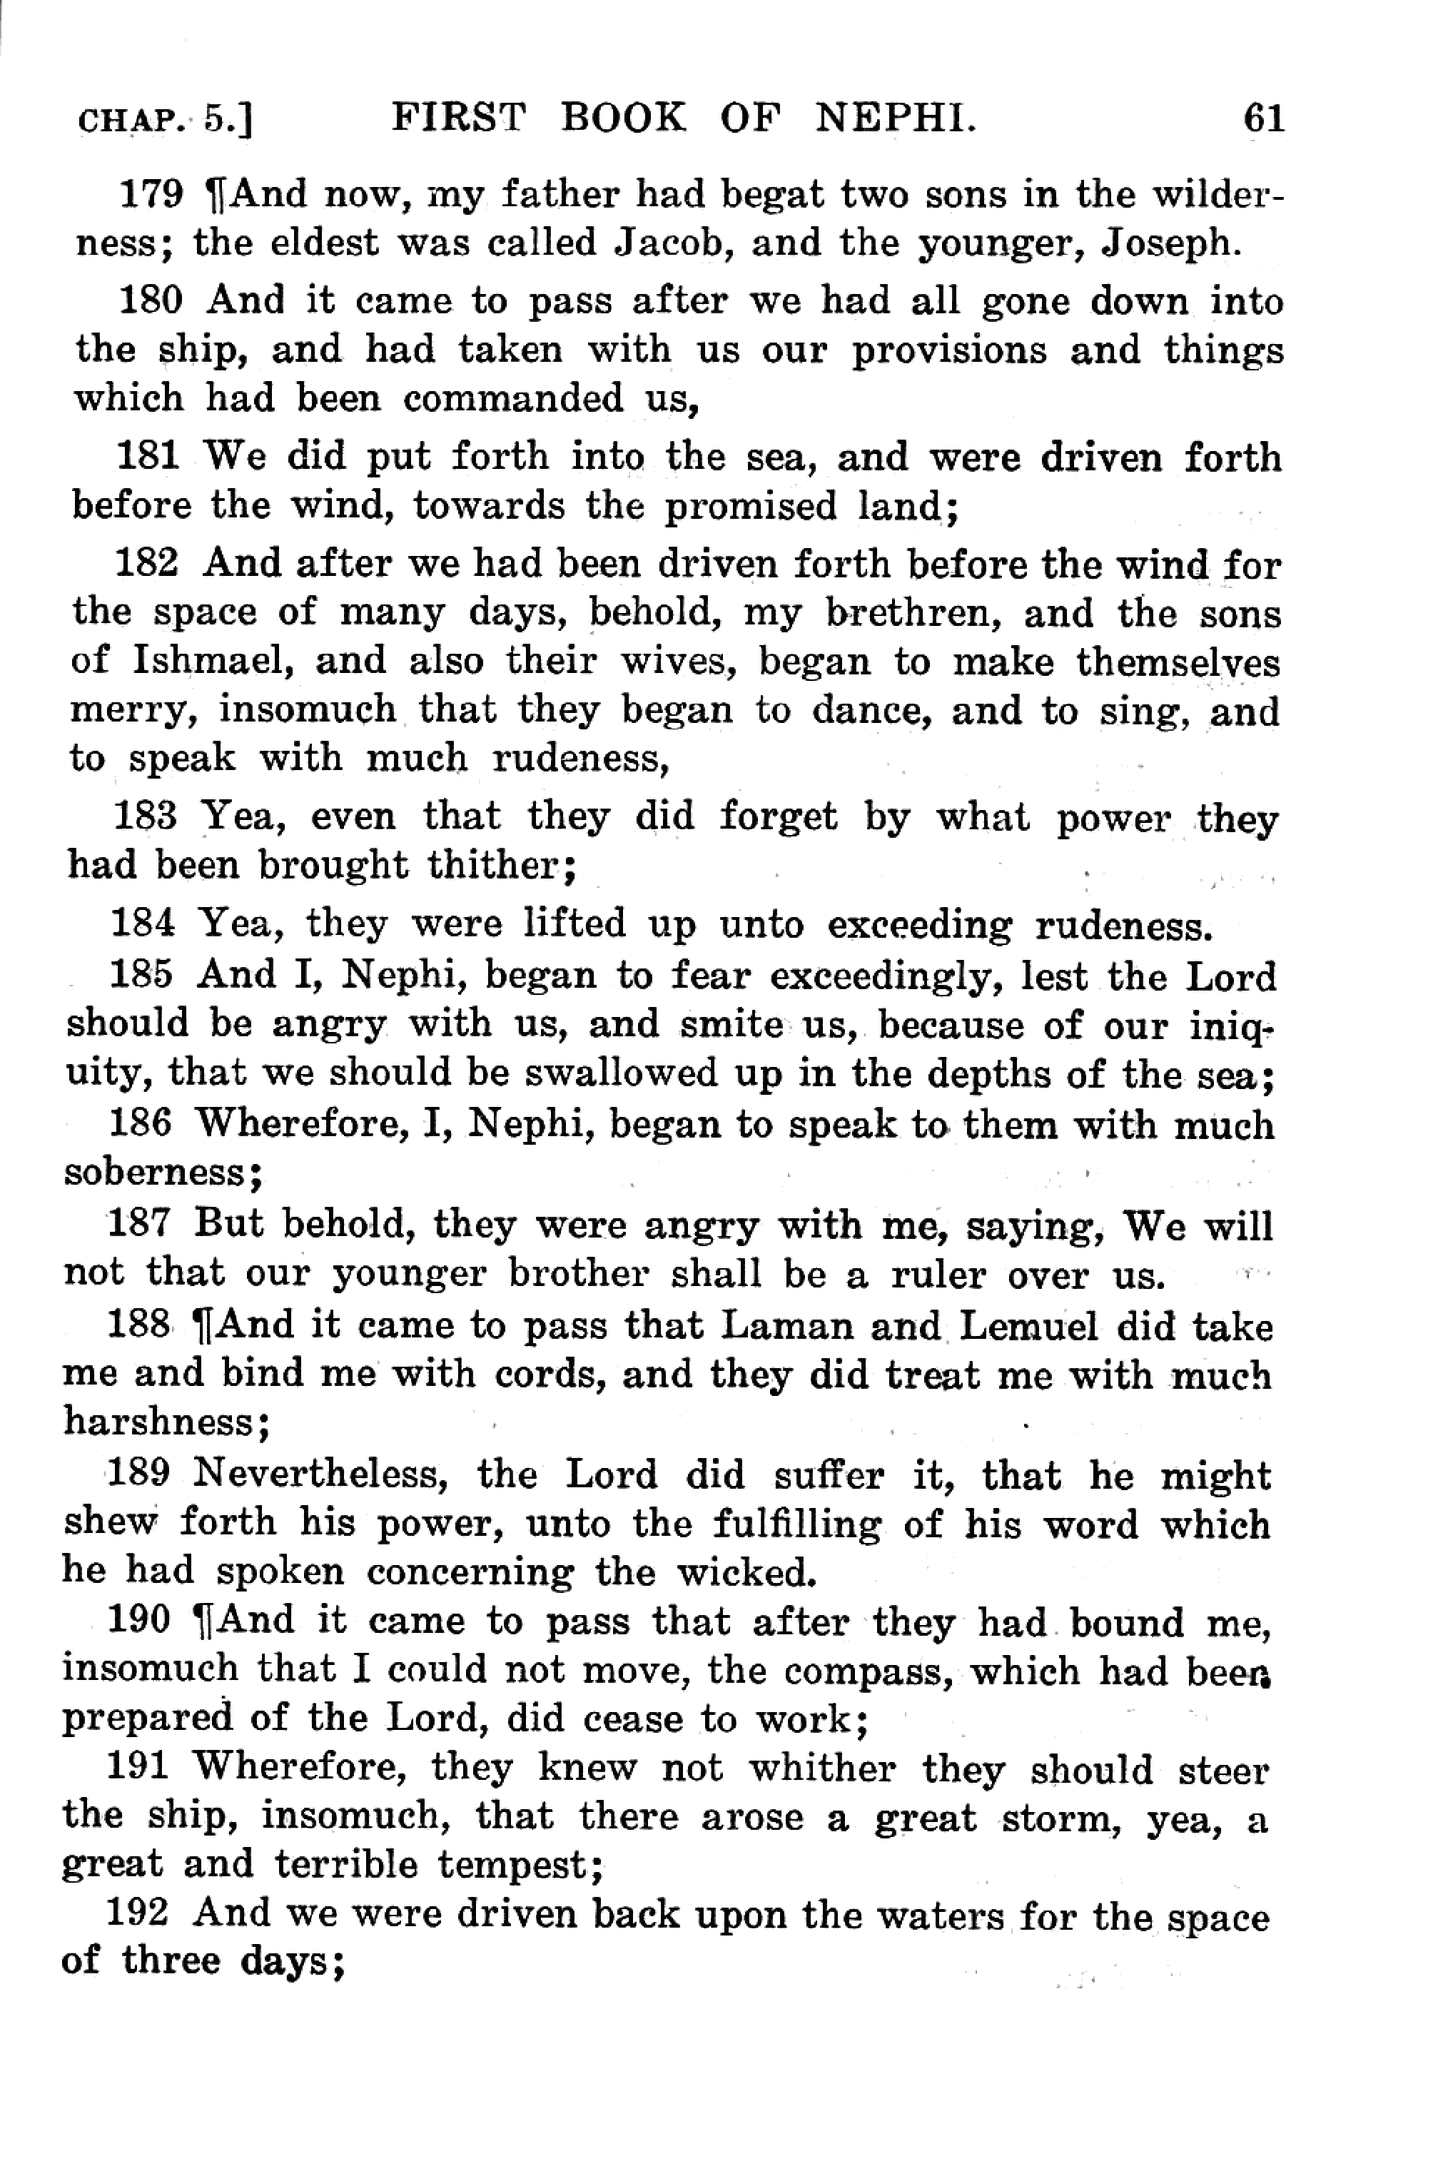 CHAP. 5.] FIRST BOOK OF NEPHI. 61
179 ¶And now, my father had begat two sons in the wilder-
ness; the eldest was called Jacob, and the younger, Joseph.
180 And it came to pass after we had all gone down into
the ship, and had taken with us our provisions and things
which had been commanded us,
181 We did put forth into the sea, and were driven forth
before the wind, towards the promised land;
182 And after we had been driven forth before the wind for
the space of many days, behold, my brethren, and the sons
of Ishmael, and also their wives, began to make themselves
merry, insomuch that they began to dance, and to sing, and
to speak with much rudeness,
183 Yea, even that they did forget by what power they
had been brought thither;
184 Yea, they were lifted up unto exceeding rudeness.
185 And I, Nephi, began to fear exceedingly, lest the Lord
should be angry with us, and smite us, because of our iniq-
uity, that we should be swallowed up in the depths of the sea;
186 Wherefore, I, Nephi, began to speak to them with much
soberness;
187 But behold, they were angry with me, saying, We will
not that our younger brother shall be a ruler over us.
188 ¶And it came to pass that Laman and Lemuel did take
me and bind me with cords, and they did treat me with much
harshness;
189 Nevertheless, the Lord did suffer it, that he might
shew forth his power, unto the fulfilling of his word which
he had spoken concerning the wicked.
190 ¶And it came to pass that after they had bound me,
insomuch that I could not move, the compass, which had been
prepared of the Lord, did cease to work;
191 Wherefore, they knew not whither they should steer
the ship, insomuch, that there arose a great storm, yea, a
great and terrible tempest;
192 And we were driven back upon the waters for the space
of three days;